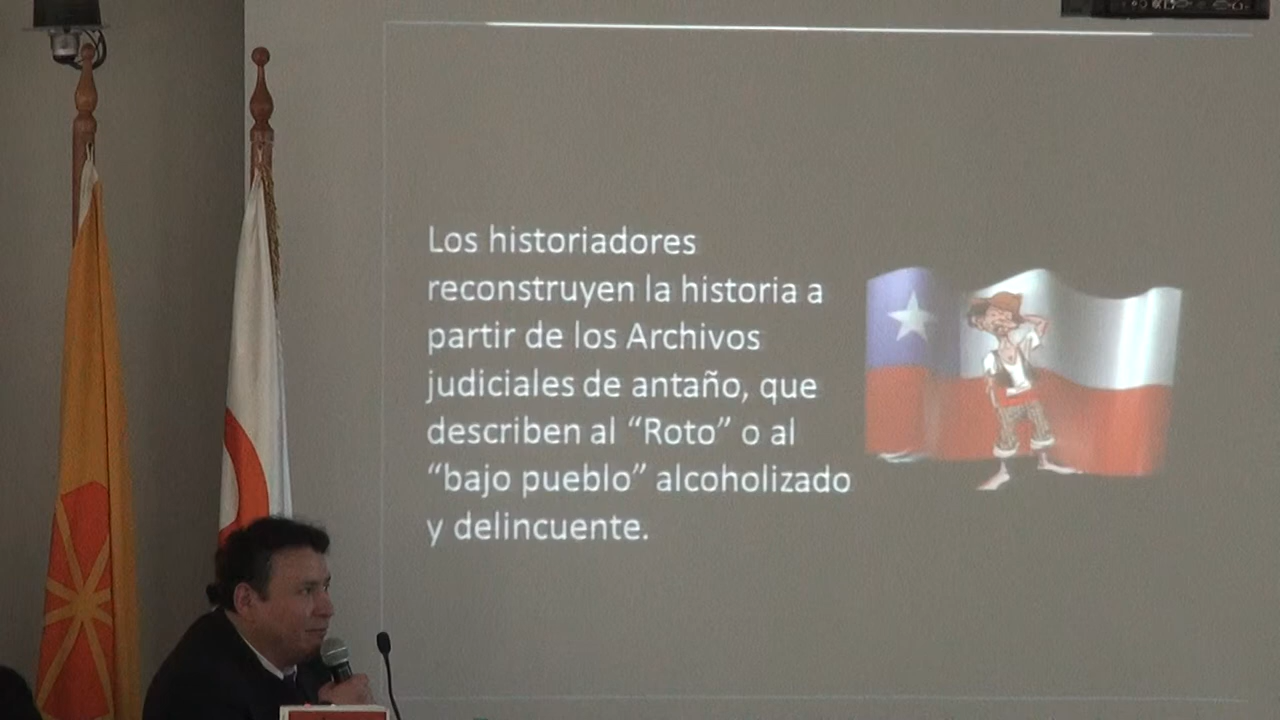 Los historiadores
reconstruyen la historia a
partir de los Archivos
judiciales de antaño, que
describen al “Roto” o al
“bajo pueblo” alcoholizado
y delincuente.